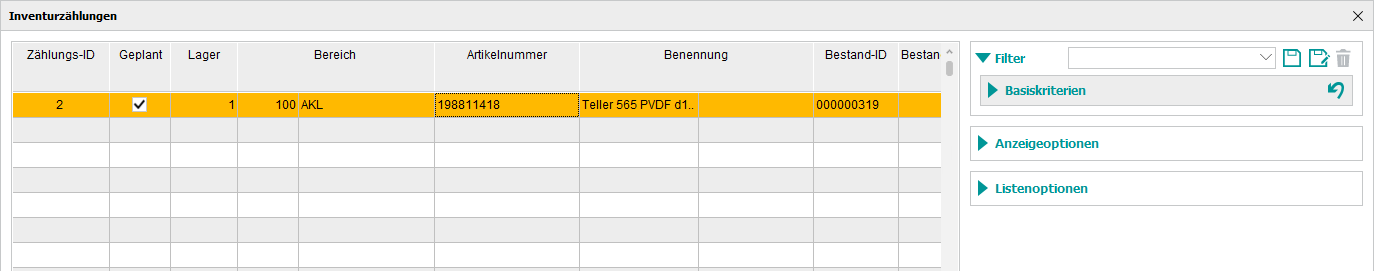 Inventurzählungen
Zählungs-ID Geplant Lager Bereich Artikelnummer Benennung Bestand-ID Bestan
2 1 100 AKL 198811418 Teller 565 PVDF d1.. 000000319
Filter
Basiskriterien
Anzeigeoptionen
Listenoptionen